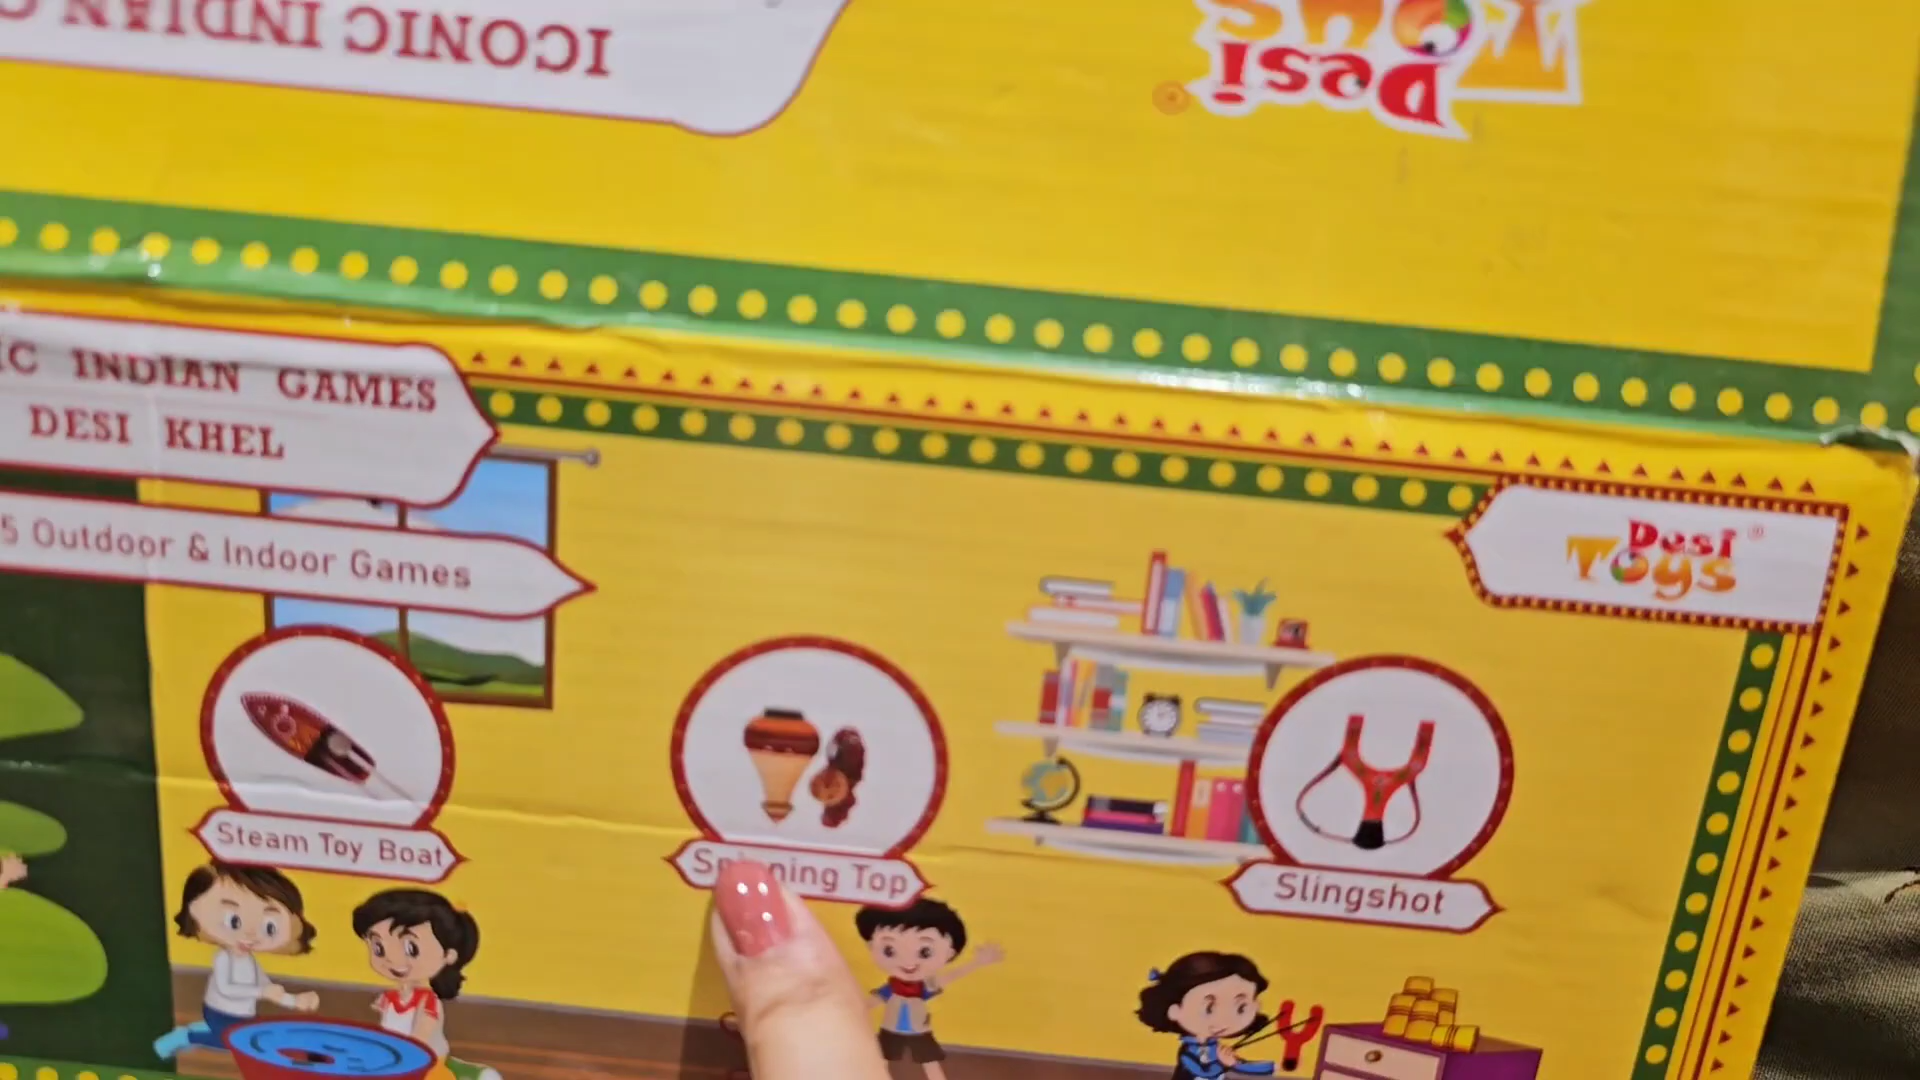 ICONIC INDIAN
Desi
Toys
IC INDIAN GAMES
DESI KHEL
5 Outdoor & Indoor Games
Desi ®
Toys
Steam Toy Boat
Spinning Top
Slingshot